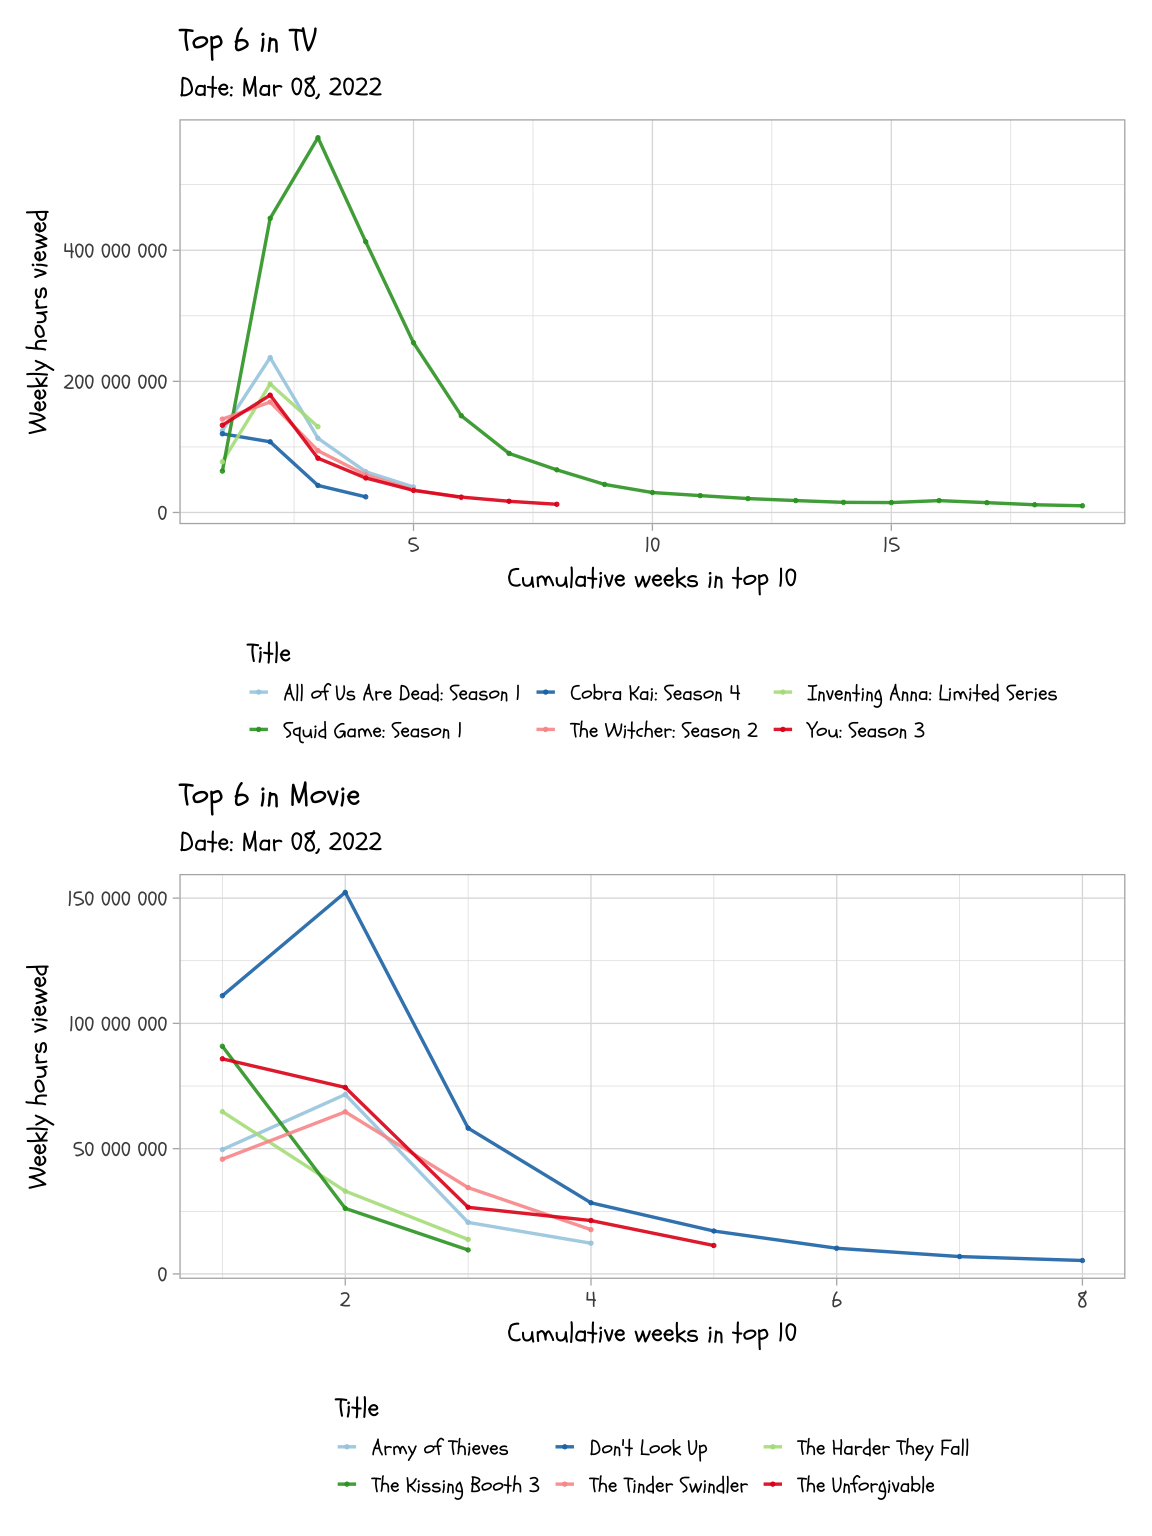 Top 6 in TV
Date: Mar 08, 2022
Weekly hours viewed
400 000 000
200 000 000
0
5 10 15
Cumulative weeks in top 10
Title
All of Us Are Dead: Season 1 Cobra Kai: Season 4 Inventing Anna: Limited Series
Squid Game: Season 1 The Witcher: Season 2 You: Season 3
Top 6 in Movie
Date: Mar 08, 2022
Weekly hours viewed
150 000 000
100 000 000
50 000 000
0
2 4 6 8
Cumulative weeks in top 10
Title
Army of Thieves Don't Look Up The Harder They Fall
The Kissing Booth 3 The Tinder Swindler The Unforgivable